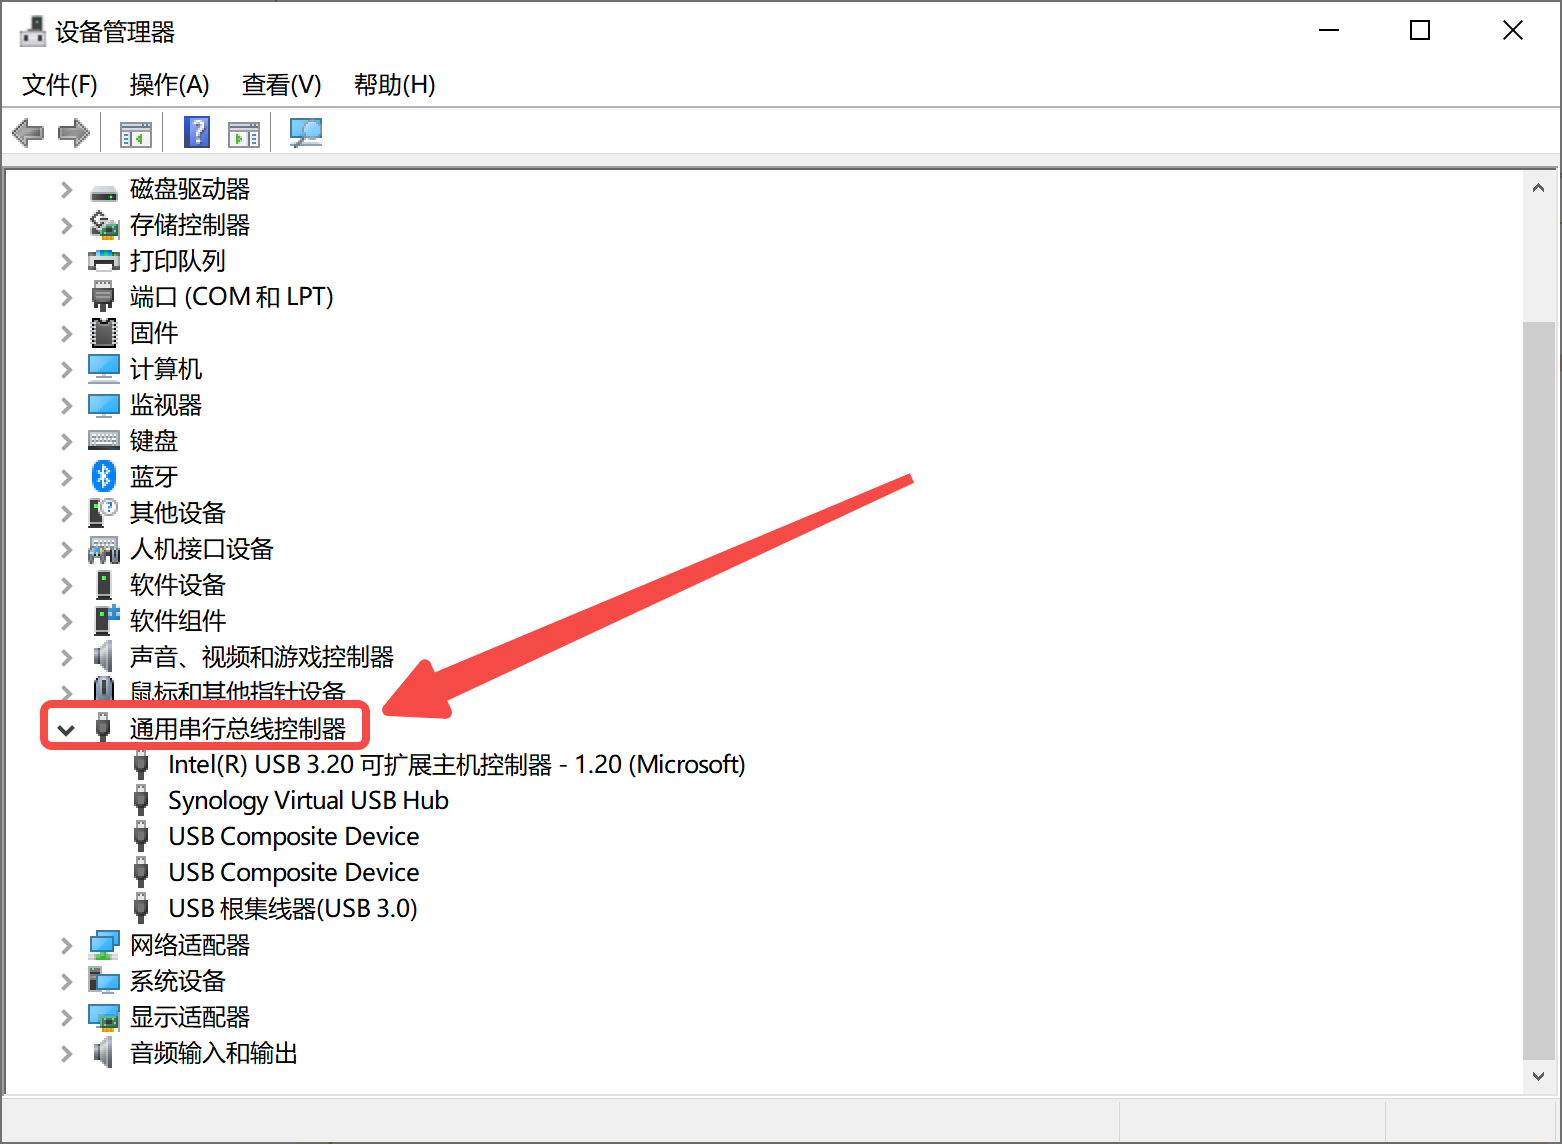 设备管理器
文件(F) 操作(A) 查看(V) 帮助(H)
磁盘驱动器
存储控制器
打印队列
端口 (COM 和 LPT)
固件
计算机
监视器
键盘
蓝牙
其他设备
人机接口设备
软件设备
软件组件
声音、视频和游戏控制器
鼠标和其他指针设备
通用串行总线控制器
Intel(R) USB 3.20 可扩展主机控制器 - 1.20 (Microsoft)
Synology Virtual USB Hub
USB Composite Device
USB Composite Device
USB 根集线器(USB 3.0)
网络适配器
系统设备
显示适配器
音频输入和输出